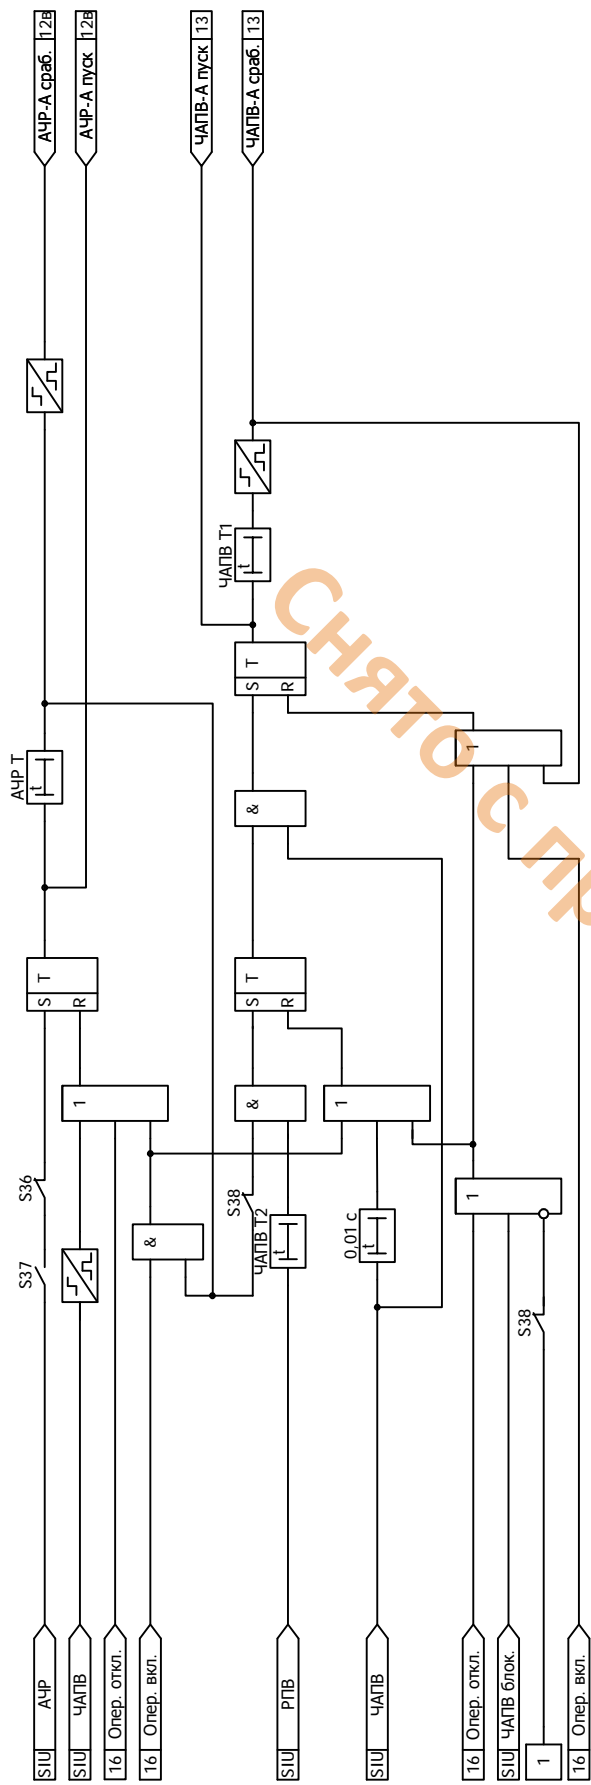 АЧР-А сраб. 12в
АЧР-А пуск 12в
ЧАПВ-А пуск 13
ЧАПВ-А сраб. 13
ЧАПВ Т1
t
АЧР Т
t
S T
R
1
&
S36
S37
S T
R
&
S T
R
&
S38
ЧАПВ Т2
t
1
0,01 с
t
1
1
S38
SIU АЧР
SIU ЧАПВ
16 Опер. откл.
16 Опер. вкл.
SIU РПВ
SIU ЧАПВ
16 Опер. откл.
SIU ЧАПВ блок.
1
16 Опер. вкл.
Снято с пр